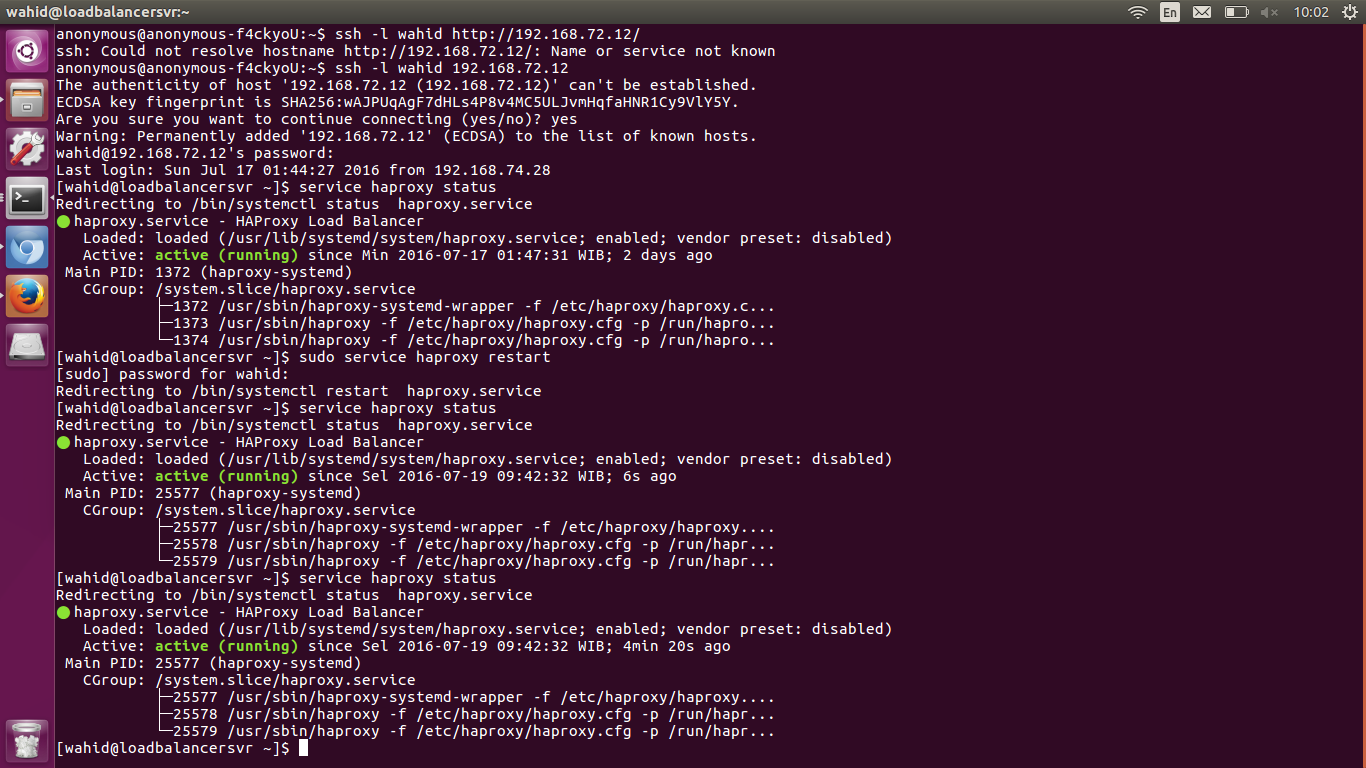 wahid@loadbalancersvr:~
En
10:02
anonymous@anonymous-f4ckyoU:~$ ssh -l wahid http://192.168.72.12/
ssh: Could not resolve hostname http://192.168.72.12/: Name or service not known
anonymous@anonymous-f4ckyoU:~$ ssh -l wahid 192.168.72.12
The authenticity of host '192.168.72.12 (192.168.72.12)' can't be established.
ECDSA key fingerprint is SHA256:wAJPUqAgF7dHLs4P8v4MC5ULJvmHqfaHNR1Cy9VlY5Y.
Are you sure you want to continue connecting (yes/no)? yes
Warning: Permanently added '192.168.72.12' (ECDSA) to the list of known hosts.
wahid@192.168.72.12's password:
Last login: Sun Jul 17 01:44:27 2016 from 192.168.74.28
[wahid@loadbalancersvr ~]$ service haproxy status
Redirecting to /bin/systemctl status  haproxy.service
● haproxy.service - HAProxy Load Balancer
   Loaded: loaded (/usr/lib/systemd/system/haproxy.service; enabled; vendor preset: disabled)
   Active: active (running) since Min 2016-07-17 01:47:31 WIB; 2 days ago
 Main PID: 1372 (haproxy-systemd)
   CGroup: /system.slice/haproxy.service
           ├─1372 /usr/sbin/haproxy-systemd-wrapper -f /etc/haproxy/haproxy.c...
           ├─1373 /usr/sbin/haproxy -f /etc/haproxy/haproxy.cfg -p /run/hapro...
           └─1374 /usr/sbin/haproxy -f /etc/haproxy/haproxy.cfg -p /run/hapro...
[wahid@loadbalancersvr ~]$ sudo service haproxy restart
[sudo] password for wahid:
Redirecting to /bin/systemctl restart  haproxy.service
[wahid@loadbalancersvr ~]$ service haproxy status
Redirecting to /bin/systemctl status  haproxy.service
● haproxy.service - HAProxy Load Balancer
   Loaded: loaded (/usr/lib/systemd/system/haproxy.service; enabled; vendor preset: disabled)
   Active: active (running) since Sel 2016-07-19 09:42:32 WIB; 6s ago
 Main PID: 25577 (haproxy-systemd)
   CGroup: /system.slice/haproxy.service
           ├─25577 /usr/sbin/haproxy-systemd-wrapper -f /etc/haproxy/haproxy....
           ├─25578 /usr/sbin/haproxy -f /etc/haproxy/haproxy.cfg -p /run/hapr...
           └─25579 /usr/sbin/haproxy -f /etc/haproxy/haproxy.cfg -p /run/hapr...
[wahid@loadbalancersvr ~]$ service haproxy status
Redirecting to /bin/systemctl status  haproxy.service
● haproxy.service - HAProxy Load Balancer
   Loaded: loaded (/usr/lib/systemd/system/haproxy.service; enabled; vendor preset: disabled)
   Active: active (running) since Sel 2016-07-19 09:42:32 WIB; 4min 20s ago
 Main PID: 25577 (haproxy-systemd)
   CGroup: /system.slice/haproxy.service
           ├─25577 /usr/sbin/haproxy-systemd-wrapper -f /etc/haproxy/haproxy....
           ├─25578 /usr/sbin/haproxy -f /etc/haproxy/haproxy.cfg -p /run/hapr...
           └─25579 /usr/sbin/haproxy -f /etc/haproxy/haproxy.cfg -p /run/hapr...
[wahid@loadbalancersvr ~]$